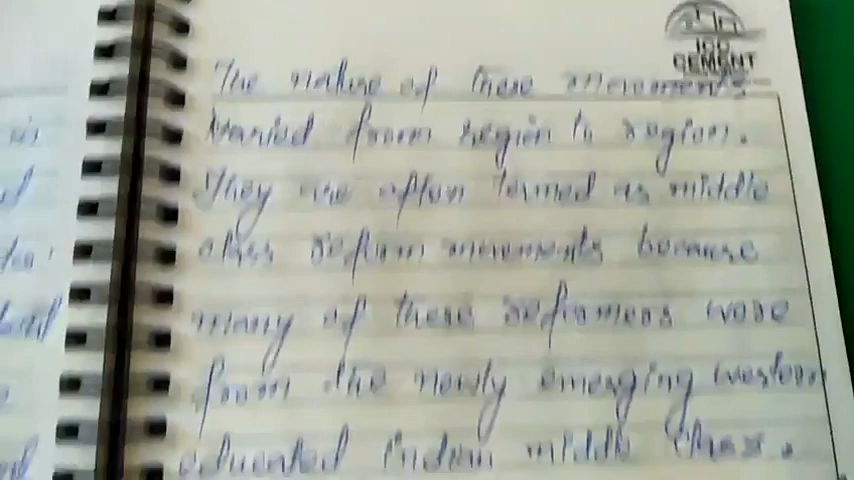 CEMENT
The nature of these movements
varied from region to region.
They are often termed as middle
class reform movements because
many of these reformers were
from the newly emerging western
educated Indian middle class.